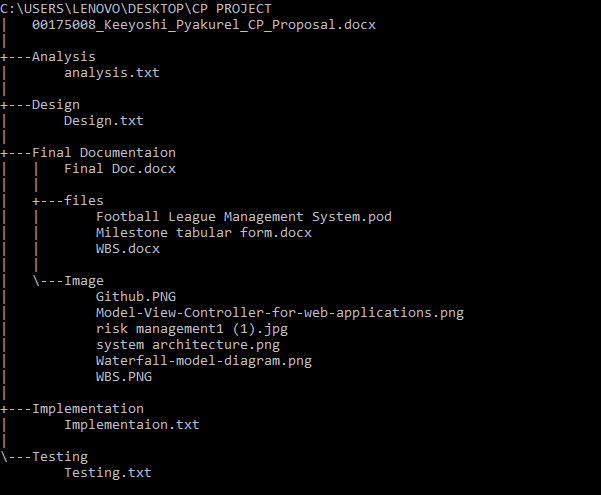 C:\USERS\LENOVO\DESKTOP\CP PROJECT
|   00175008_Keeyoshi_Pyakurel_CP_Proposal.docx
|
+---Analysis
|       analysis.txt
|
+---Design
|       Design.txt
|
+---Final Documentaion
|   |   Final Doc.docx
|   |
|   +---files
|   |       Football League Management System.pod
|   |       Milestone tabular form.docx
|   |       WBS.docx
|   |
|   \---Image
|           Github.PNG
|           Model-View-Controller-for-web-applications.png
|           risk management1 (1).jpg
|           system architecture.png
|           Waterfall-model-diagram.png
|           WBS.PNG
|
+---Implementation
|       Implementaion.txt
|
\---Testing
        Testing.txt